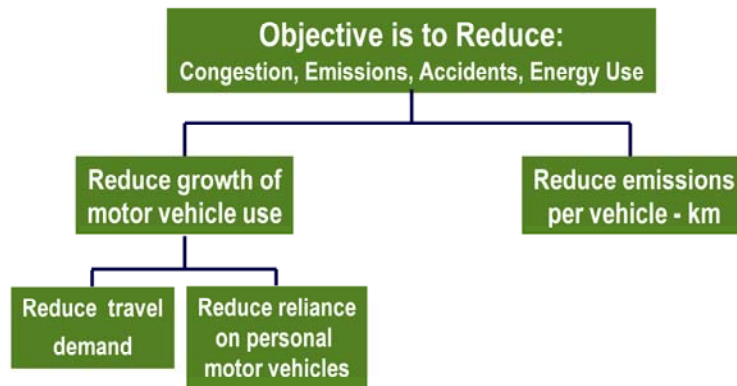 Objective is to Reduce:
Congestion, Emissions, Accidents, Energy Use
Reduce growth of
motor vehicle use
Reduce emissions
per vehicle - km
Reduce travel
demand
Reduce reliance
on personal
motor vehicles